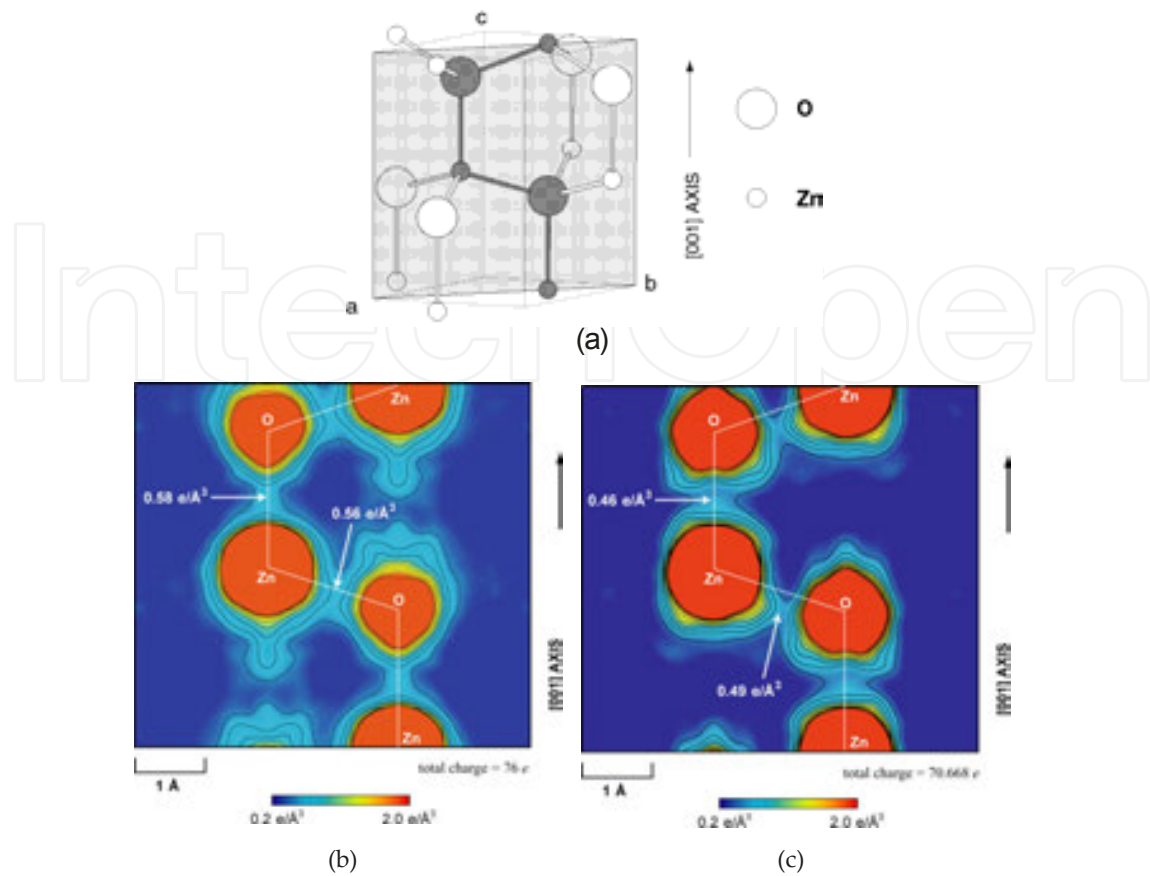 c
O
Zn
[001] AXIS
a
b
IntechOpen
(a)
Zn
O
0.58 e/Å³
0.56 e/Å³
Zn
O
Zn
[001] AXIS
1 Å
total charge = 76 e
0.2 e/Å³
2.0 e/Å³
(b)
Zn
O
0.46 e/Å³
Zn
O
0.49 e/Å³
Zn
[001] AXIS
1 Å
total charge = 70.668 e
0.2 e/Å³
2.0 e/Å³
(c)